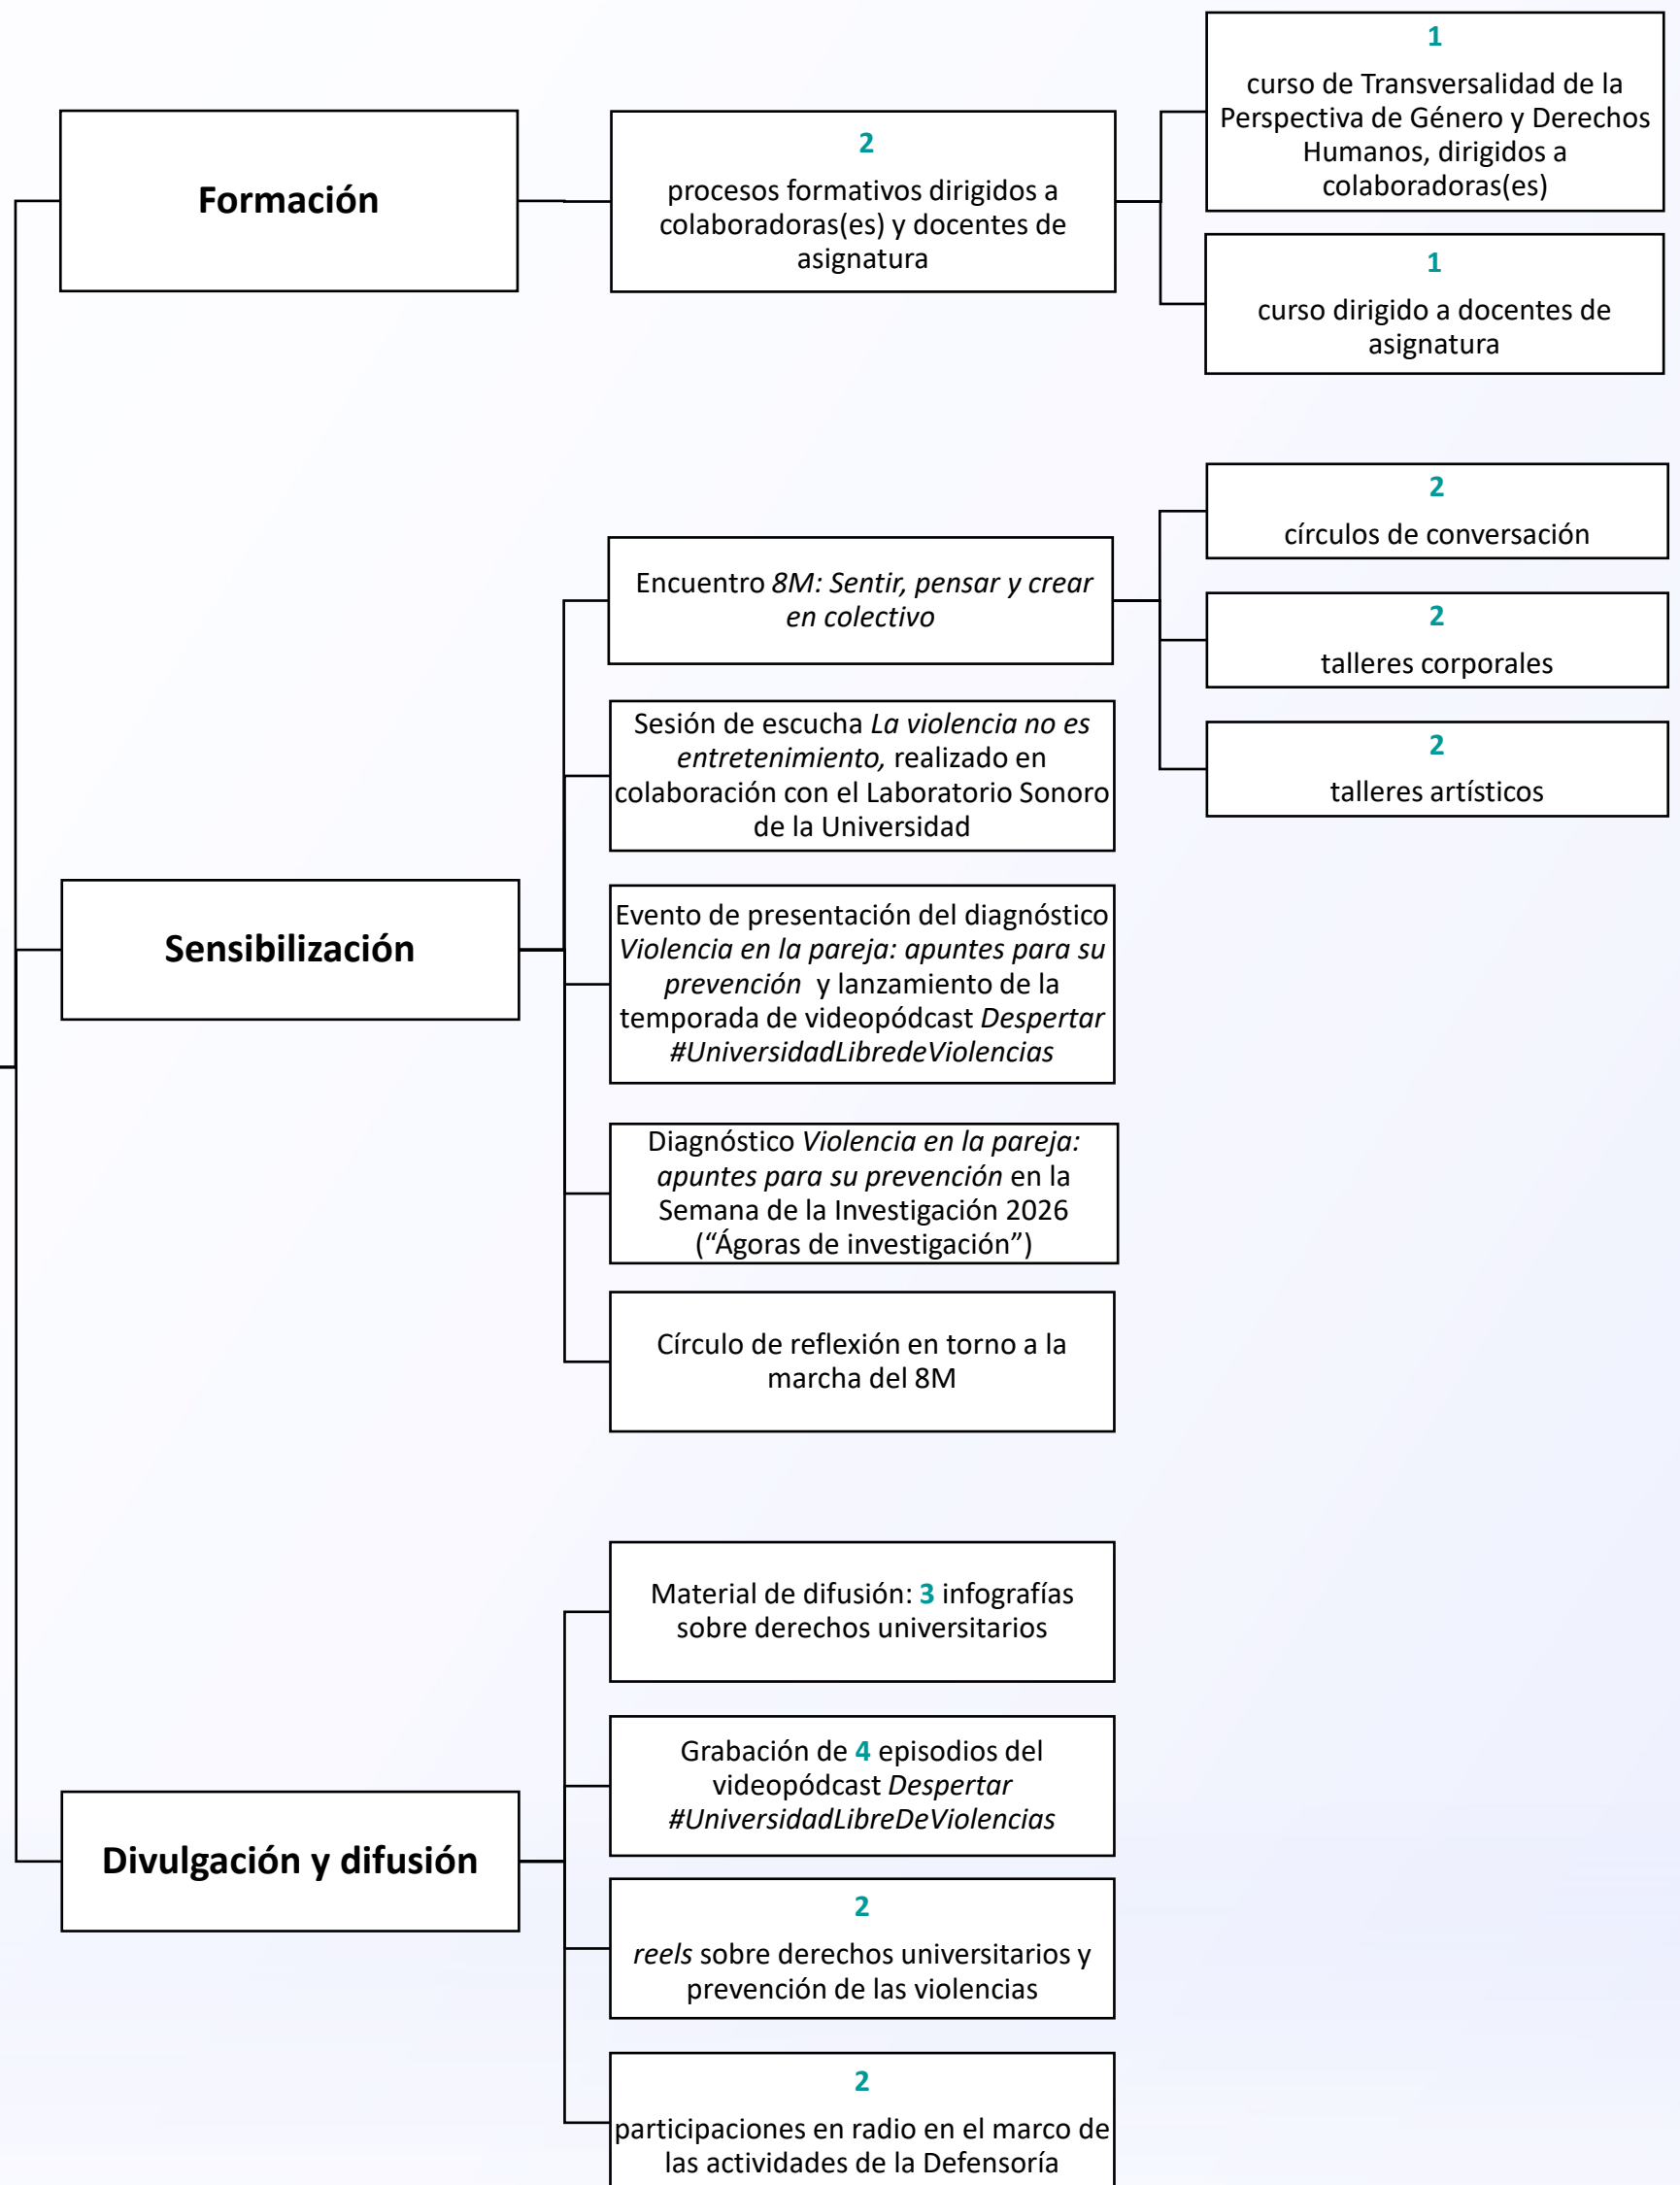 Formación
2
procesos formativos dirigidos a
colaboradoras(es) y docentes de
asignatura
1
curso de Transversalidad de la
Perspectiva de Género y Derechos
Humanos, dirigidos a
colaboradoras(es)
1
curso dirigido a docentes de
asignatura
Sensibilización
Encuentro 8M: Sentir, pensar y crear
en colectivo
2
círculos de conversación
2
talleres corporales
2
talleres artísticos
Sesión de escucha La violencia no es
entretenimiento, realizado en
colaboración con el Laboratorio Sonoro
de la Universidad
Evento de presentación del diagnóstico
Violencia en la pareja: apuntes para su
prevención y lanzamiento de la
temporada de videopódcast Despertar
#UniversidadLibredeViolencias
Diagnóstico Violencia en la pareja:
apuntes para su prevención en la
Semana de la Investigación 2026
(“Ágoras de investigación”)
Círculo de reflexión en torno a la
marcha del 8M
Divulgación y difusión
Material de difusión: 3 infografías
sobre derechos universitarios
Grabación de 4 episodios del
videopódcast Despertar
#UniversidadLibreDeViolencias
2
reels sobre derechos universitarios y
prevención de las violencias
2
participaciones en radio en el marco de
las actividades de la Defensoría